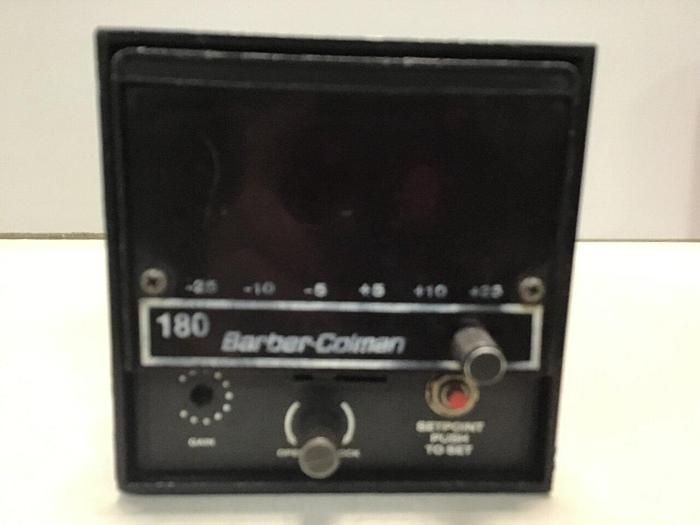 -25 -10 -5 +5 +10 +25
180 Barber-Colman
GAIN
SETPOINT
PUSH
TO SET